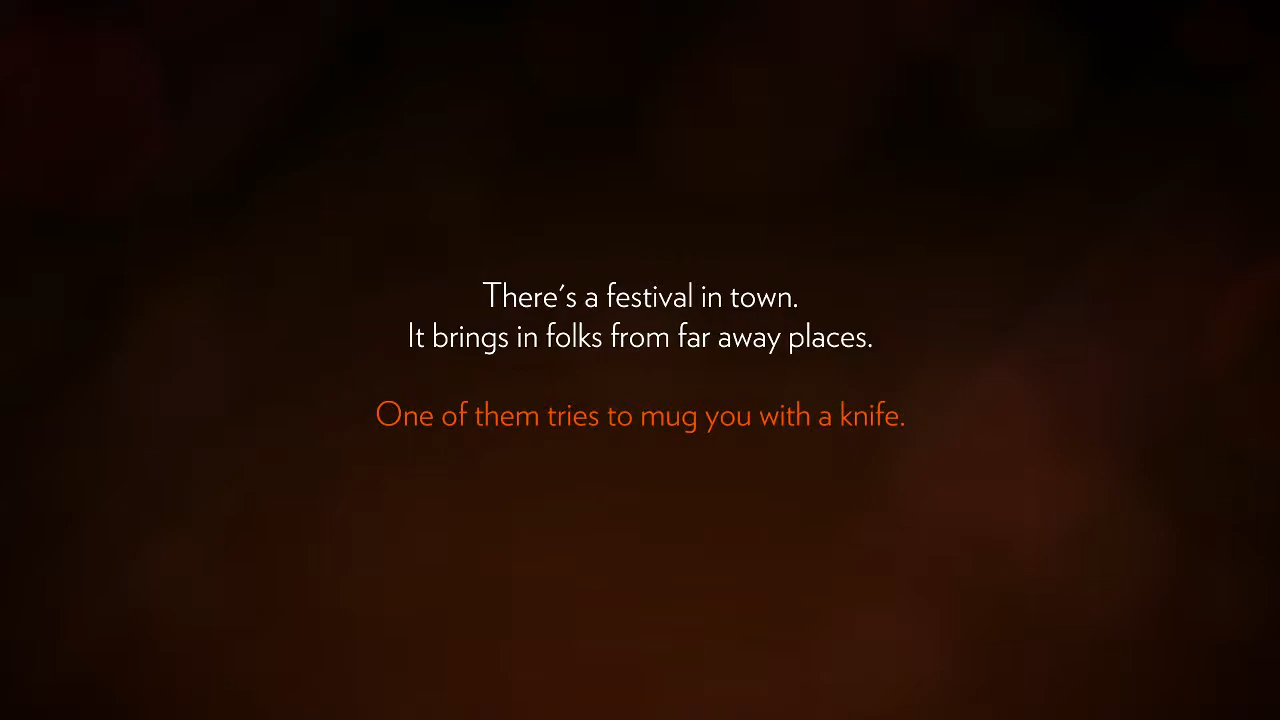 There's a festival in town.
It brings in folks from far away places.
One of them tries to mug you with a knife.